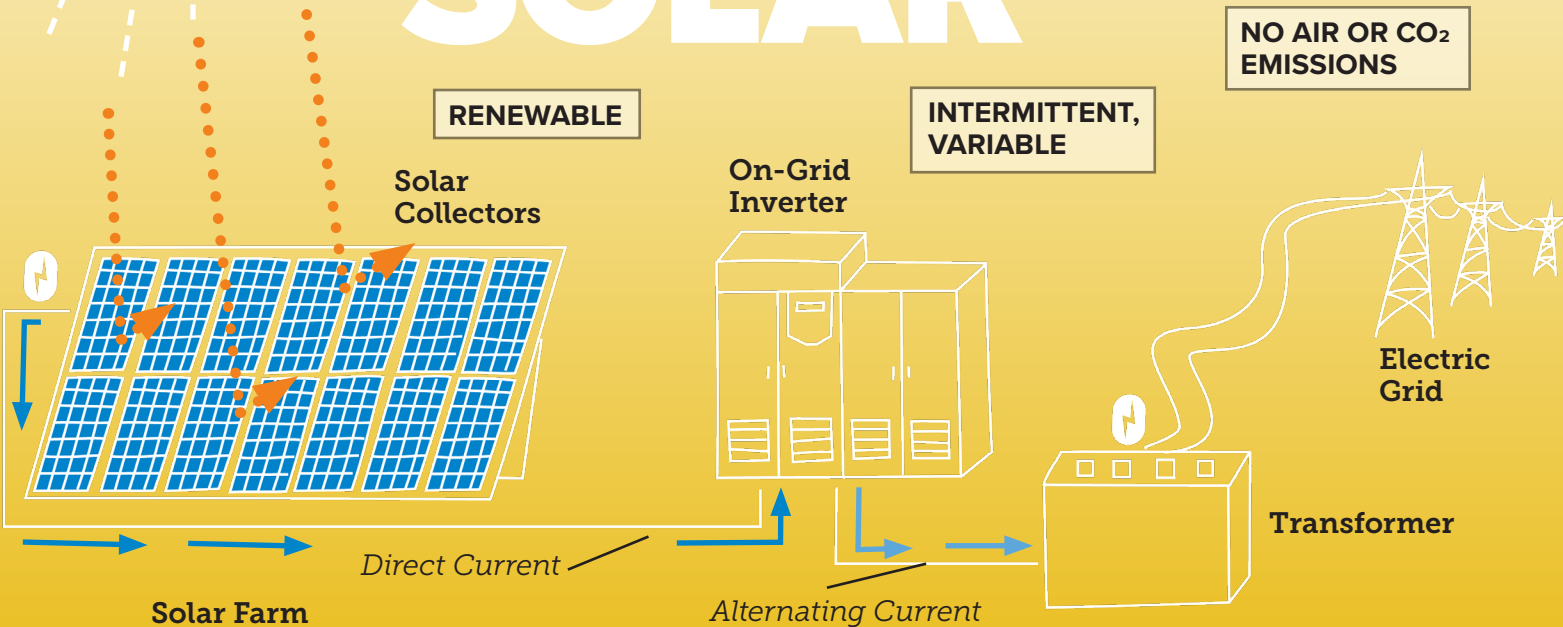 SOLAR
NO AIR OR CO₂
EMISSIONS
RENEWABLE
INTERMITTENT,
VARIABLE
Solar
Collectors
On-Grid
Inverter
Electric
Grid
Transformer
Direct Current
Alternating Current
Solar Farm